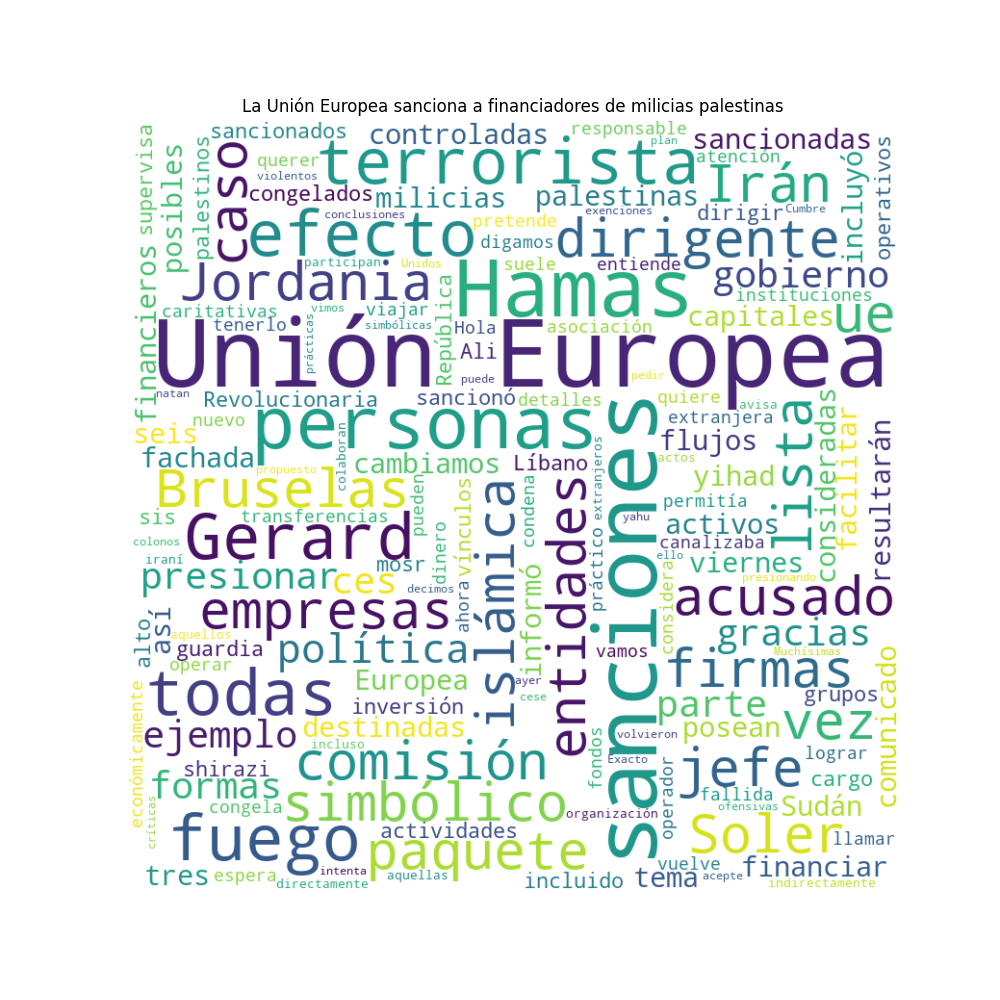 La Unión Europea sanciona a financiadores de milicias palestinas
sancionados controladas responsable plan sancionadas
supervisa palestinos posibles caso querer violentos terrorista atención operativos
congelados milicias palestinas Irán incluyó
conclusiones pretende exenciones dirigir Cumbre
efecto digamos dirigente
participan Unidos suele entiende gobierno
Jordania Hamas instituciones
financieros caritativas vimos viajar República capitales ue
tenerlo prácticas simbólicas Hola asociación
Unión Europea
Ali puede pedir
natan Revolucionaria sancionó detalles quiere avisa
nuevo personas extranjera lista consideradas
seis colaboran flujos facilitar resultarán
fachada cambiamos Líbano extranjeros actos
propuesto yihad
Bruselas islámica entidades sanciones permitía
sis transferencias pueden vínculos condena práctico yahu activos
colonos Gerard dinero canalizaba
iraní mosr ello viernes
presionar ces decimos ahora informó considera presionando
empresas acusado
así aquellos gracias
alto guardia política vamos Muchísimas
operar firmas comunicado
todas Europea ayer grupos
económicamente inversión cese parte vez
ejemplo destinadas posean
incluso volvieron
shirazi comisión fondos Exacto jefe lograr
formas operador cargo
críticas congela simbólico organización fallida ofensivas Sudán
fuego actividades Soler llamar
paquete vuelve financiar
tres espera intenta directamente aquellas incluido tema acepte indirectamente